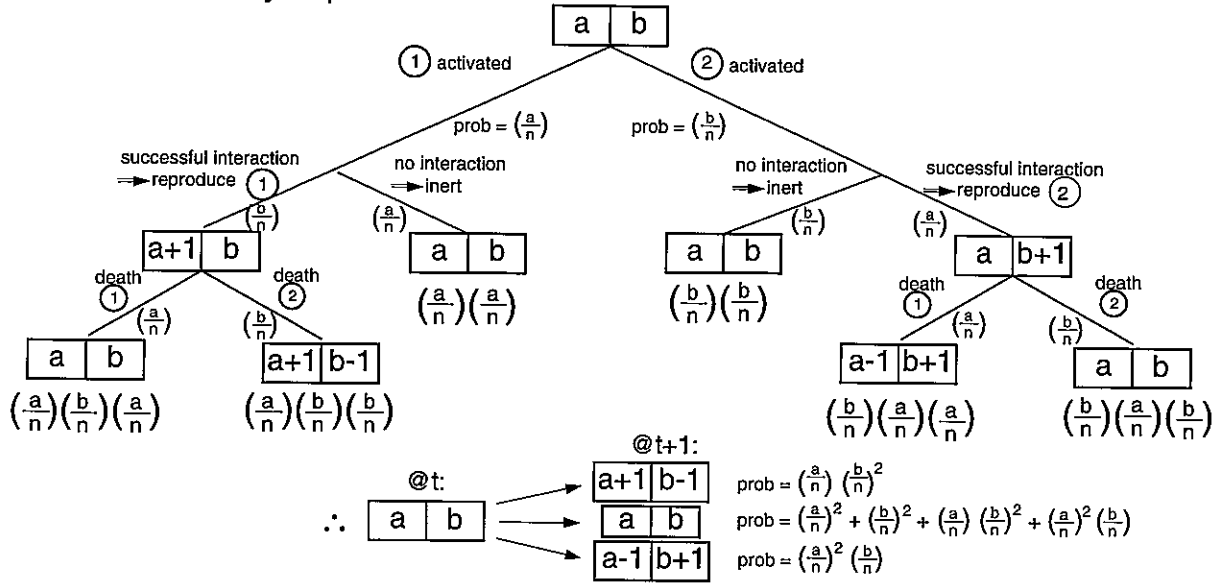 a b
① activated
② activated
prob = (a/n)
prob = (b/n)
successful interaction
⇒ reproduce ①
no interaction
⇒ inert
no interaction
⇒ inert
successful interaction
⇒ reproduce ②
(b/n)
(a/n)
(b/n)
(a/n)
a+1 b
a b
a b
a b+1
(a/n)(a/n)
(b/n)(b/n)
death ①
death ②
death ①
death ②
(a/n)
(b/n)
(a/n)
(b/n)
a b
a+1 b-1
a-1 b+1
a b
(a/n)(b/n)(a/n)
(a/n)(b/n)(b/n)
(b/n)(a/n)(a/n)
(b/n)(a/n)(b/n)
@t:
@t+1:
∴ a b
a+1 b-1 prob = (a/n) (b/n)²
a b prob = (a/n)² + (b/n)² + (a/n) (b/n)² + (a/n)² (b/n)
a-1 b+1 prob = (a/n)² (b/n)